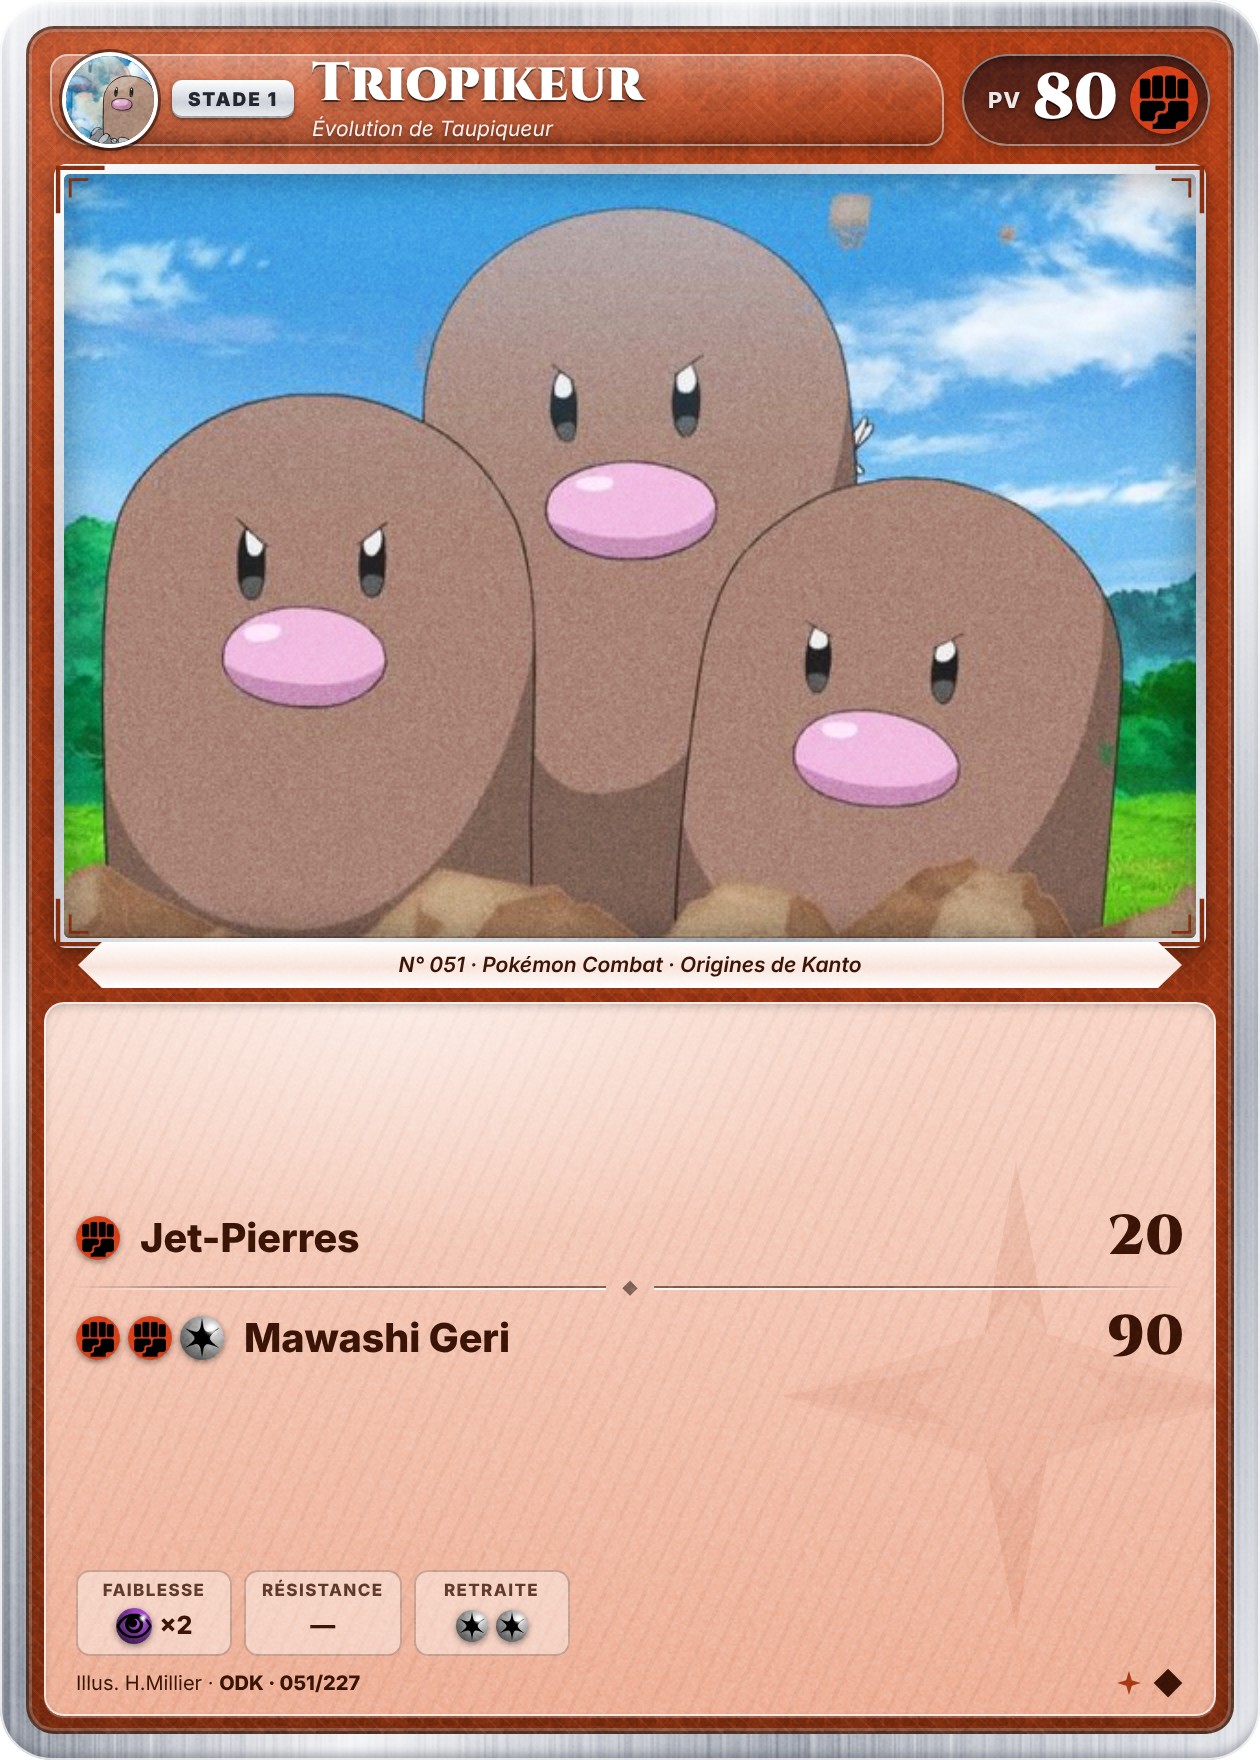 STADE 1
TRIOPIKEUR
Évolution de Taupiqueur
PV 80
N° 051 · Pokémon Combat · Origines de Kanto
Jet-Pierres 20
Mawashi Geri 90
FAIBLESSE
×2
RÉSISTANCE
—
RETRAITE
Illus. H.Millier · ODK · 051/227